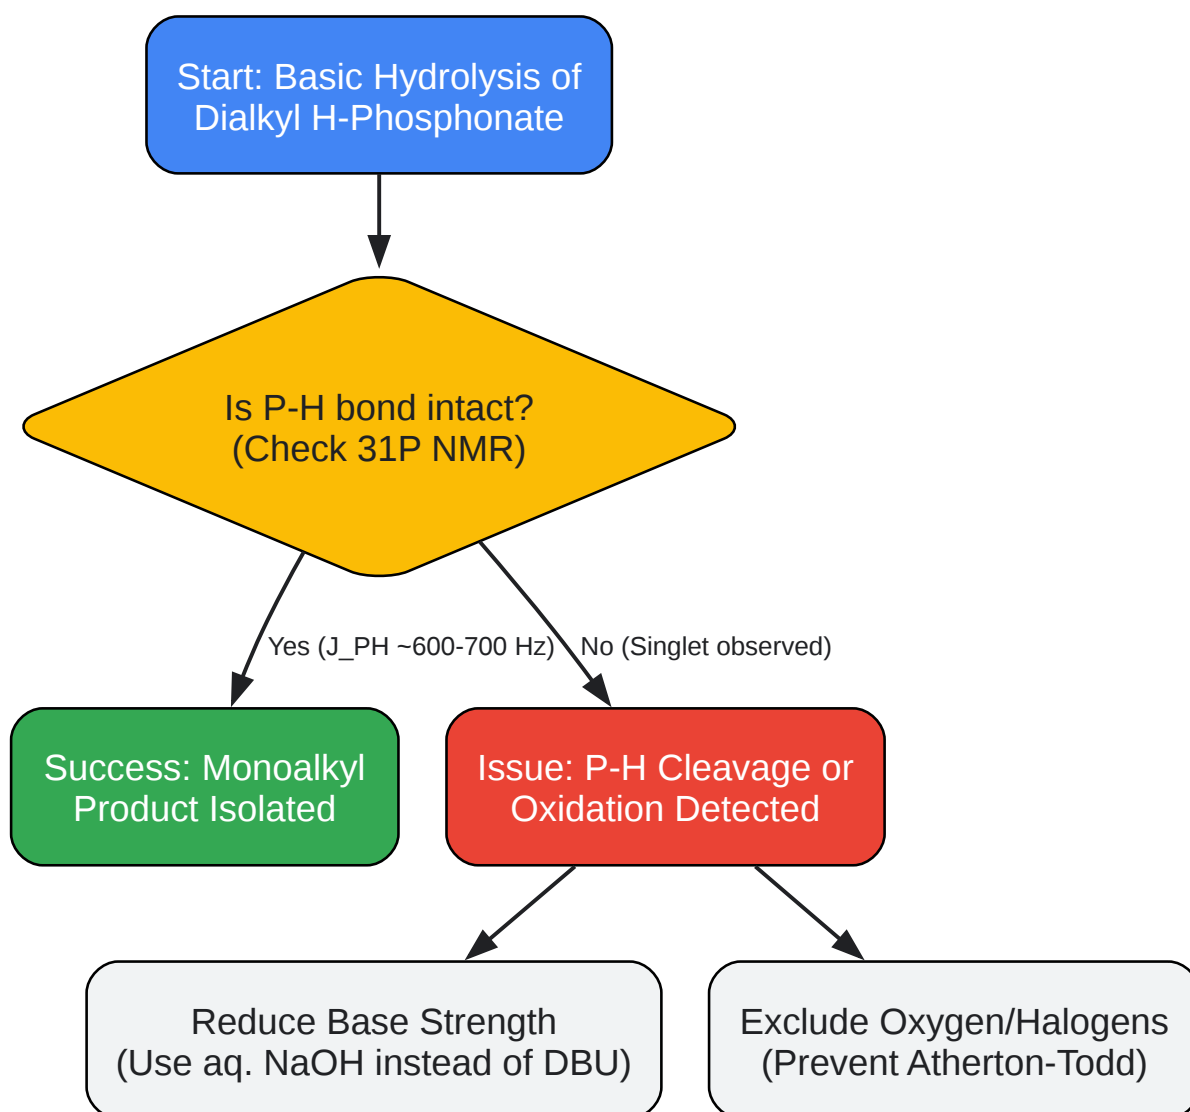 Start: Basic Hydrolysis of
Dialkyl H-Phosphonate
Is P-H bond intact?
(Check 31P NMR)
Yes (J_PH ~600-700 Hz)
No (Singlet observed)
Success: Monoalkyl
Product Isolated
Issue: P-H Cleavage or
Oxidation Detected
Reduce Base Strength
(Use aq. NaOH instead of DBU)
Exclude Oxygen/Halogens
(Prevent Atherton-Todd)